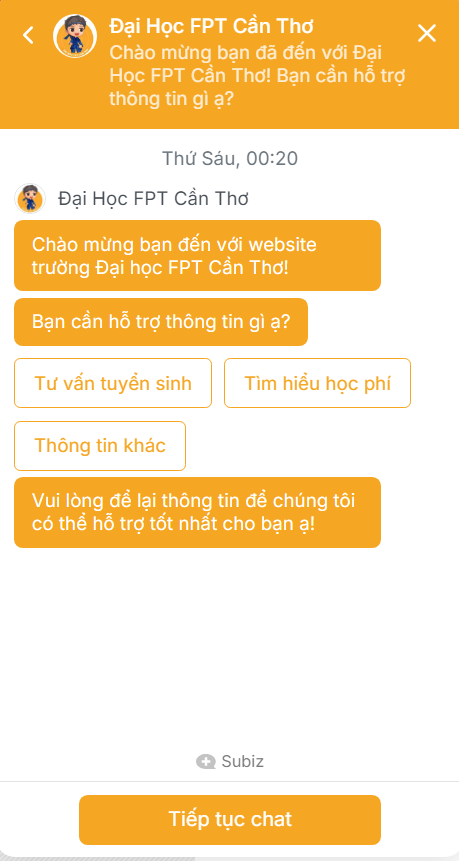 Đại Học FPT Cần Thơ
Chào mừng bạn đã đến với Đại
Học FPT Cần Thơ! Bạn cần hỗ trợ
thông tin gì ạ?
Thứ Sáu, 00:20
Đại Học FPT Cần Thơ
Chào mừng bạn đến với website
trường Đại học FPT Cần Thơ!
Bạn cần hỗ trợ thông tin gì ạ?
Tư vấn tuyển sinh
Tìm hiểu học phí
Thông tin khác
Vui lòng để lại thông tin để chúng tôi
có thể hỗ trợ tốt nhất cho bạn ạ!
Subiz
Tiếp tục chat